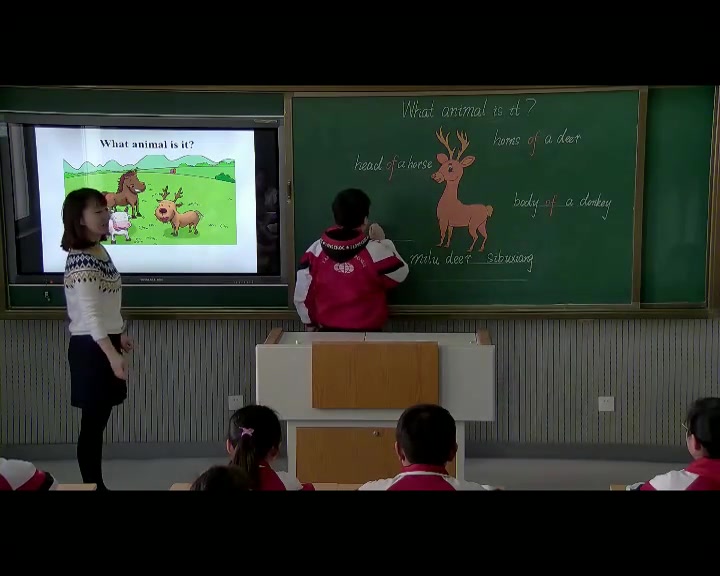 What animal is it?
What animal is it?
horns of a deer
head of a horse
body of a donkey
milu deer sibuxiang